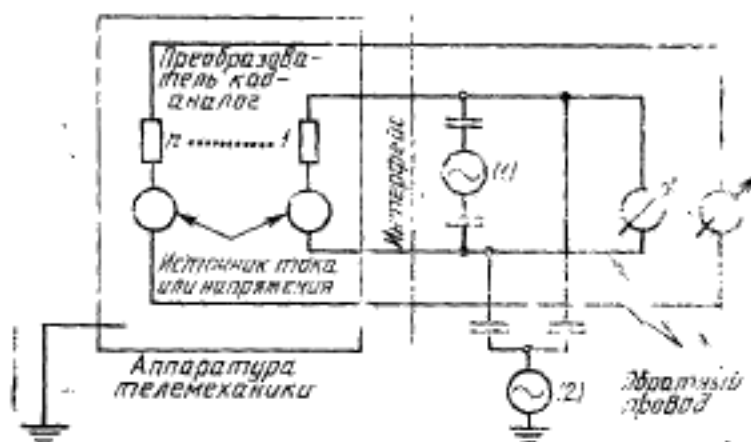 Преобразова-
тель код-
аналог
n 1
Интерфейс
(1)
Источник тока
или напряжения
Аппаратура
телемеханики
(2)
Обратный
провод